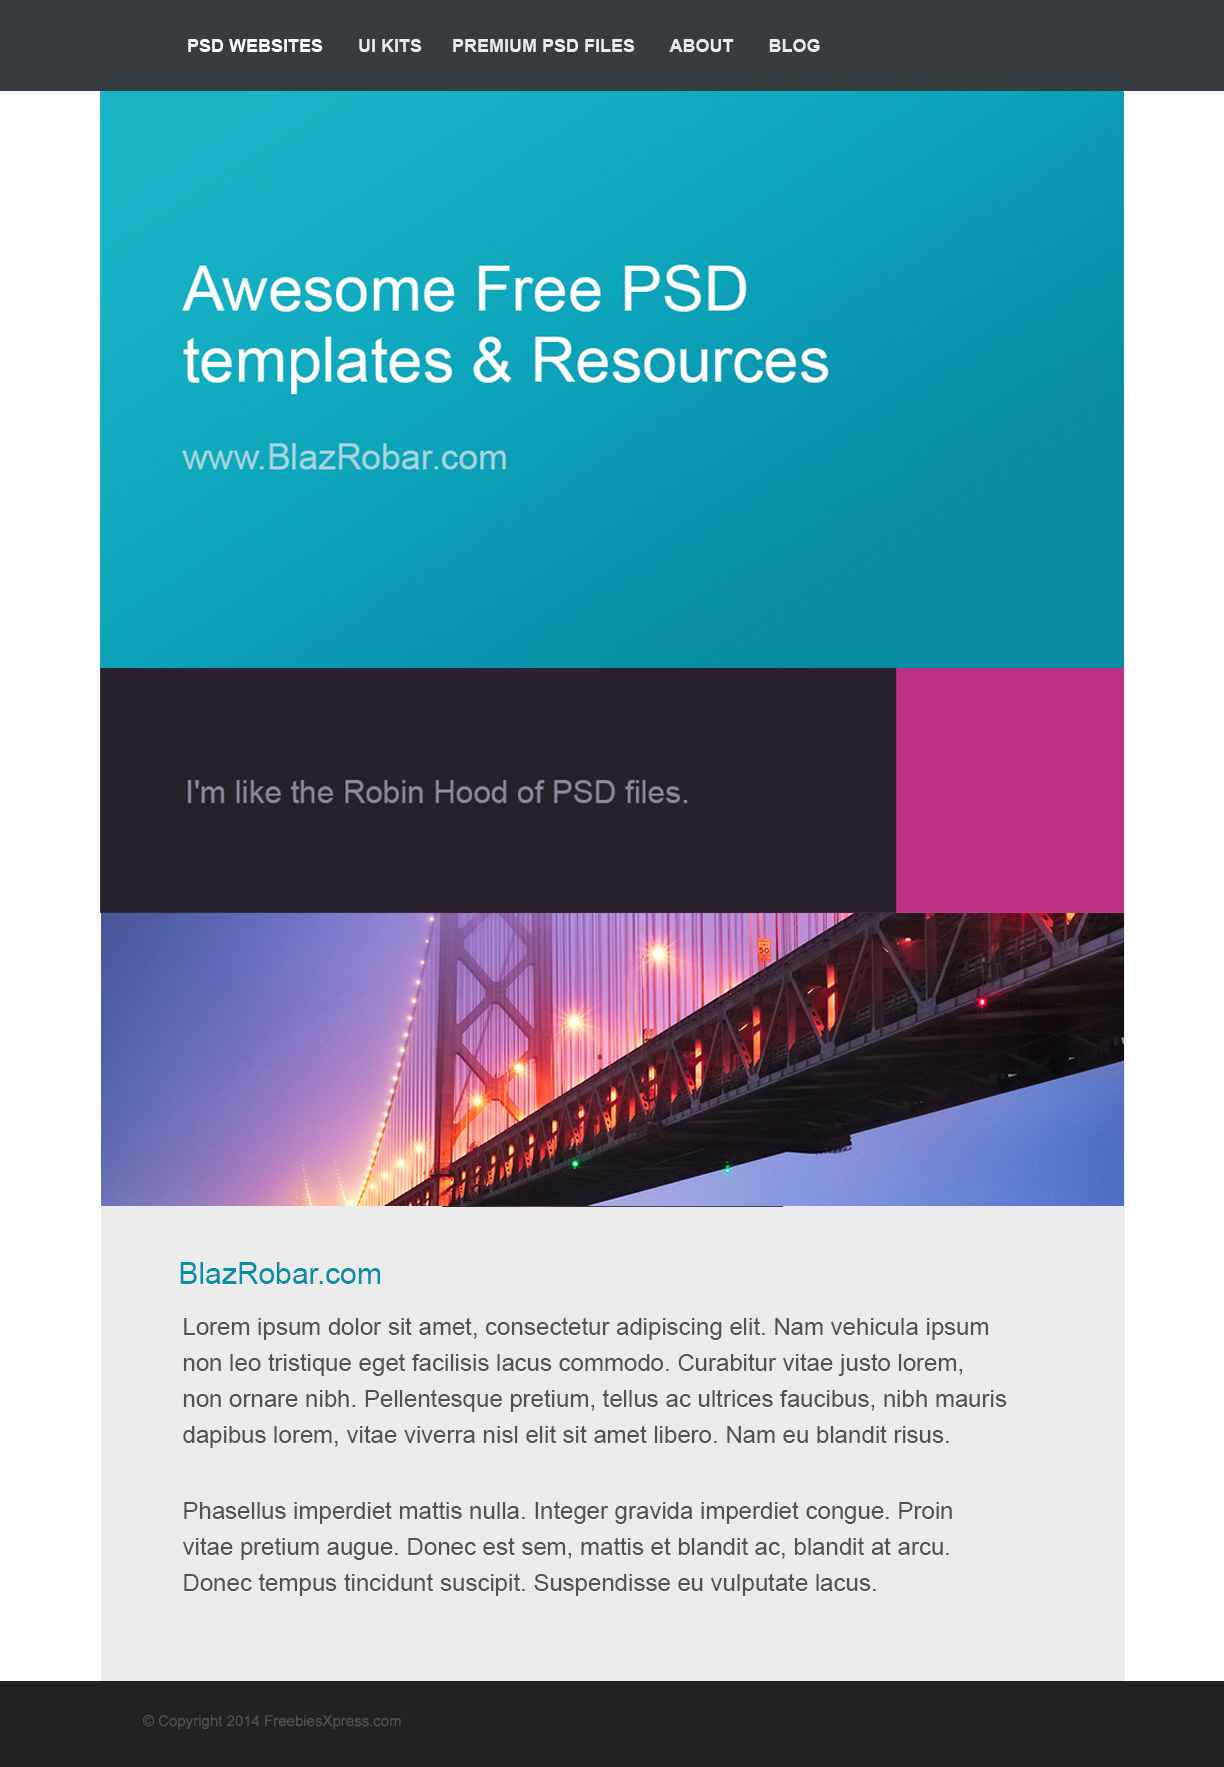 PSD WEBSITES UI KITS PREMIUM PSD FILES ABOUT BLOG
Awesome Free PSD
templates & Resources
www.BlazRobar.com
I'm like the Robin Hood of PSD files.
50
BlazRobar.com
Lorem ipsum dolor sit amet, consectetur adipiscing elit. Nam vehicula ipsum
non leo tristique eget facilisis lacus commodo. Curabitur vitae justo lorem,
non ornare nibh. Pellentesque pretium, tellus ac ultrices faucibus, nibh mauris
dapibus lorem, vitae viverra nisl elit sit amet libero. Nam eu blandit risus.
Phasellus imperdiet mattis nulla. Integer gravida imperdiet congue. Proin
vitae pretium augue. Donec est sem, mattis et blandit ac, blandit at arcu.
Donec tempus tincidunt suscipit. Suspendisse eu vulputate lacus.
© Copyright 2014 FreebiesXpress.com